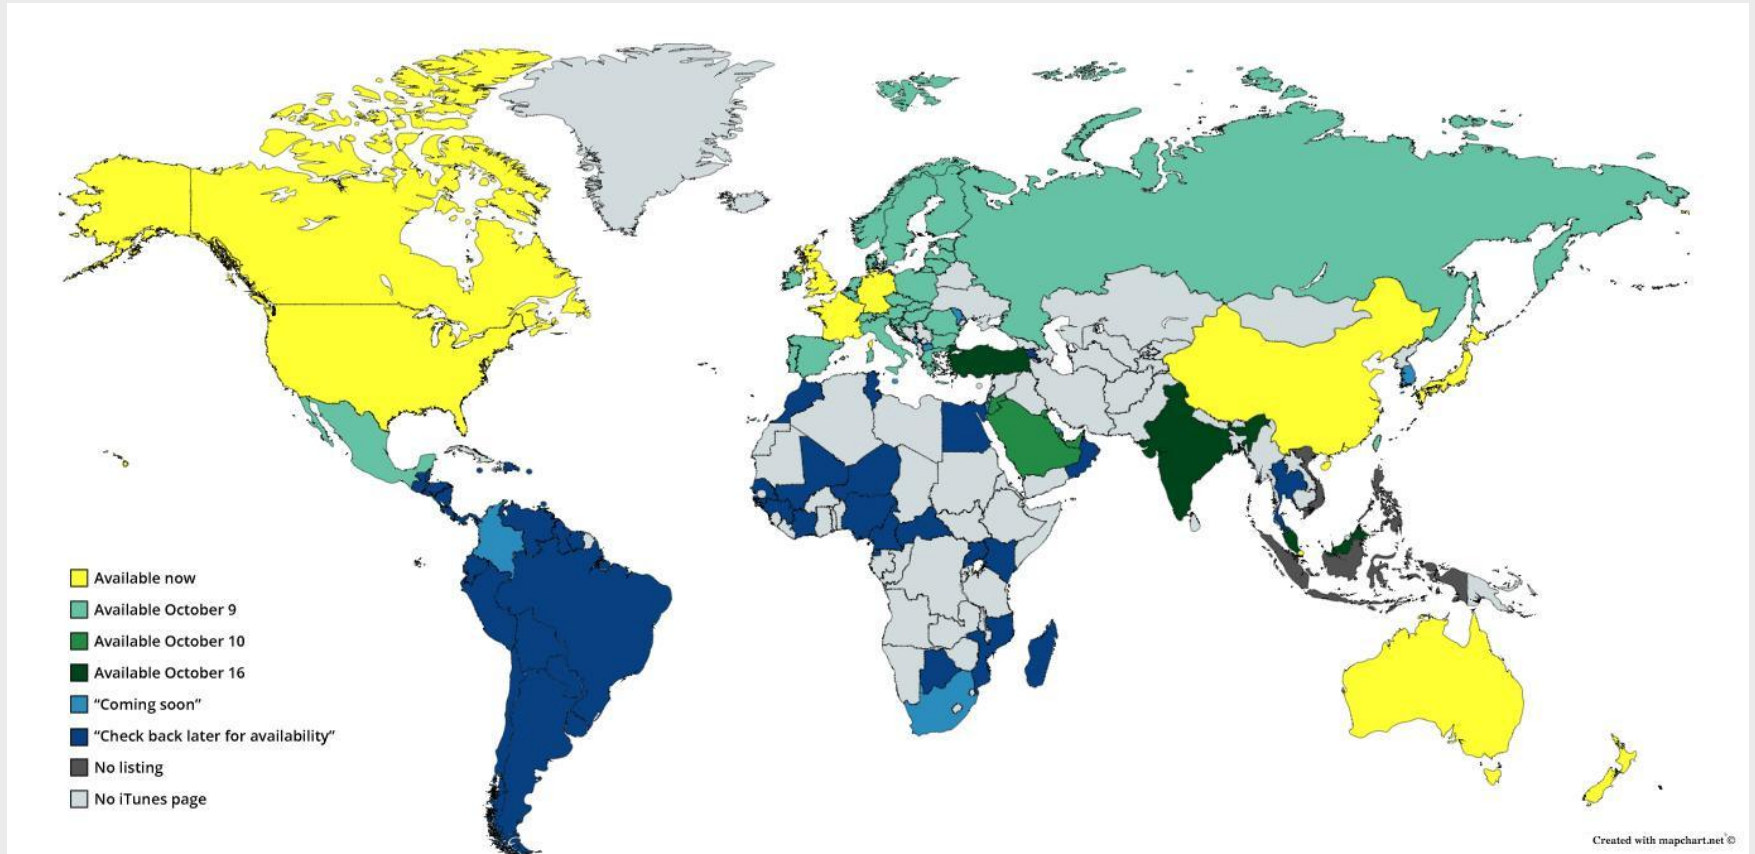 Available now
Available October 9
Available October 10
Available October 16
“Coming soon”
“Check back later for availability”
No listing
No iTunes page
Created with mapchart.net ©